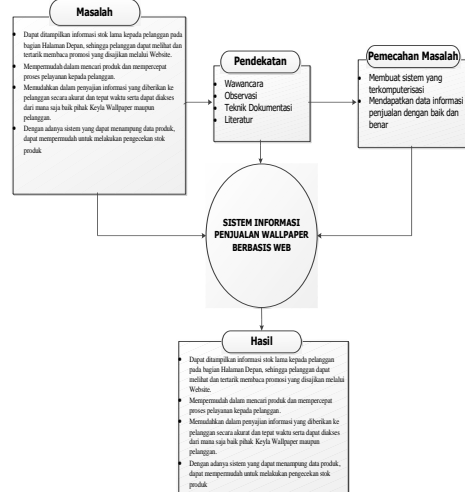 Masalah
Dapat ditampilkan informasi stok lama kepada pelanggan pada
bagian Halaman Depan, sehingga pelanggan dapat melihat dan
tertarik membaca promosi yang disajikan melalui Website.
Mempermudah dalam mencari produk dan mempercepat
proses pelayanan kepada pelanggan.
Memudahkan dalam penyajian informasi yang diberikan ke
pelanggan secara akurat dan tepat waktu serta dapat diakses
dari mana saja baik pihak Keyla Wallpaper maupun
pelanggan.
Dengan adanya sistem yang dapat menampung data produk,
dapat mempermudah untuk melakukan pengecekan stok
produk
Pendekatan
Wawancara
Observasi
Teknik Dokumentasi
Literatur
Pemecahan Masalah
Membuat sistem yang
terkomputerisasi
Mendapatkan data informasi
penjualan dengan baik dan
benar
SISTEM INFORMASI
PENJUALAN WALLPAPER
BERBASIS WEB
Hasil
Dapat ditampilkan informasi stok lama kepada pelanggan
pada bagian Halaman Depan, sehingga pelanggan dapat
melihat dan tertarik membaca promosi yang disajikan melalui
Website.
Mempermudah dalam mencari produk dan mempercepat
proses pelayanan kepada pelanggan.
Memudahkan dalam penyajian informasi yang diberikan ke
pelanggan secara akurat dan tepat waktu serta dapat diakses
dari mana saja baik pihak Keyla Wallpaper maupun
pelanggan.
Dengan adanya sistem yang dapat menampung data produk,
dapat mempermudah untuk melakukan pengecekan stok
produk